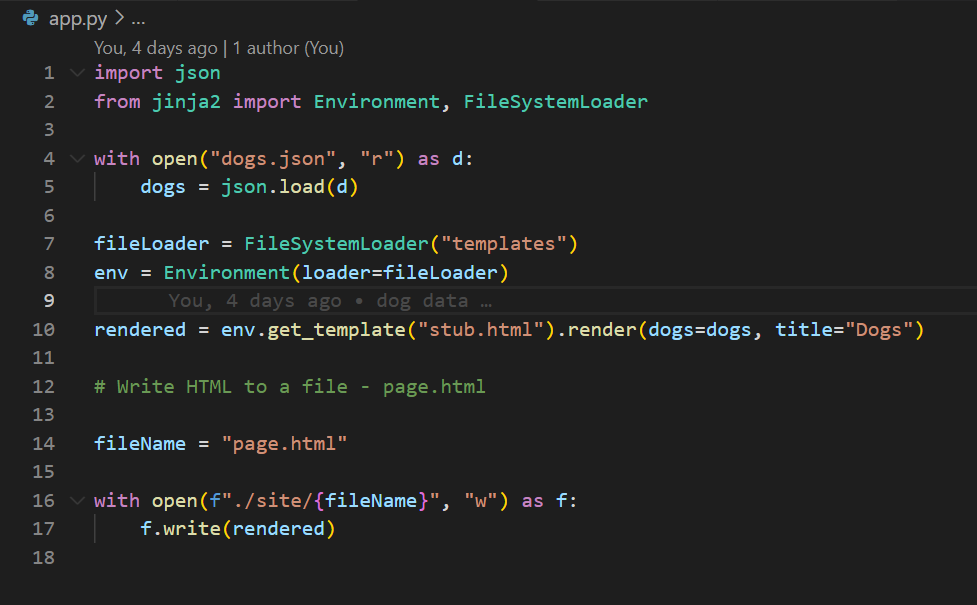 app.py > ...
You, 4 days ago | 1 author (You)
1 import json
2 from jinja2 import Environment, FileSystemLoader
3
4 with open("dogs.json", "r") as d:
5     dogs = json.load(d)
6
7 fileLoader = FileSystemLoader("templates")
8 env = Environment(loader=fileLoader)
9 You, 4 days ago • dog data …
10 rendered = env.get_template("stub.html").render(dogs=dogs, title="Dogs")
11
12 # Write HTML to a file - page.html
13
14 fileName = "page.html"
15
16 with open(f"./site/{fileName}", "w") as f:
17     f.write(rendered)
18